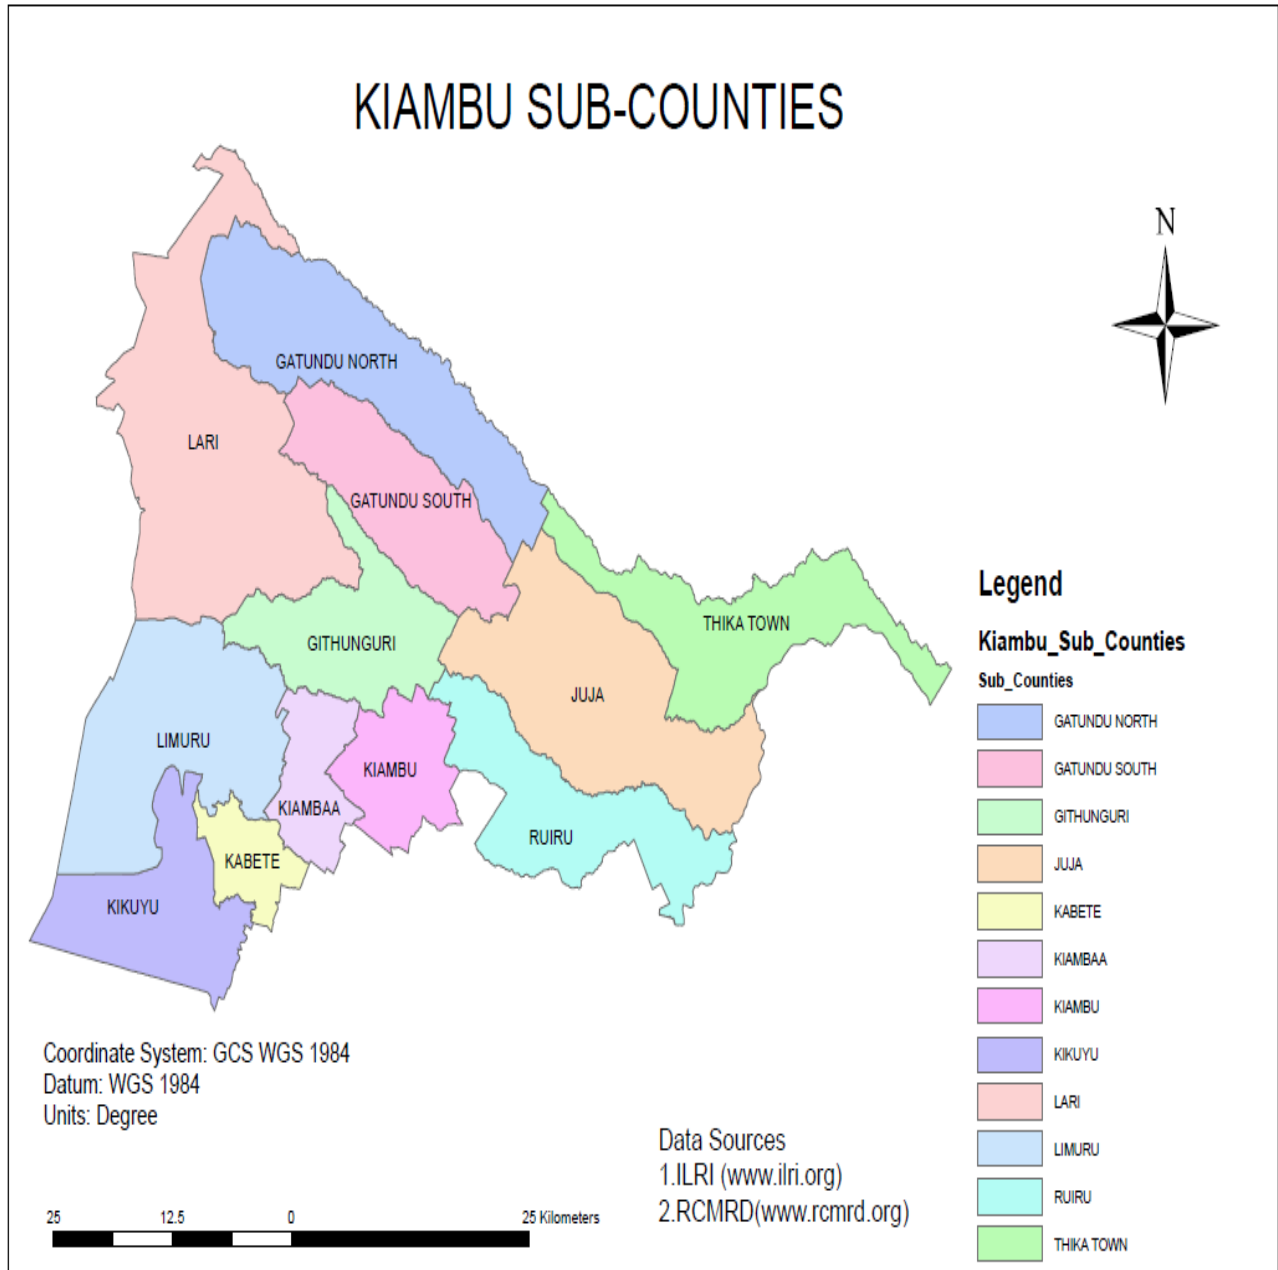 KIAMBU SUB-COUNTIES
N
GATUNDU NORTH
LARI
GATUNDU SOUTH
THIKA TOWN
GITHUNGURI
JUJA
LIMURU
KIAMBU
KIAMBAA
RUIRU
KABETE
KIKUYU
Legend
Kiambu_Sub_Counties
Sub_Counties
GATUNDU NORTH
GATUNDU SOUTH
GITHUNGURI
JUJA
KABETE
KIAMBAA
KIAMBU
KIKUYU
LARI
LIMURU
RUIRU
THIKA TOWN
Coordinate System: GCS WGS 1984
Datum: WGS 1984
Units: Degree
Data Sources
1.ILRI (www.ilri.org)
2.RCMRD(www.rcmrd.org)
25 12.5 0 25 Kilometers